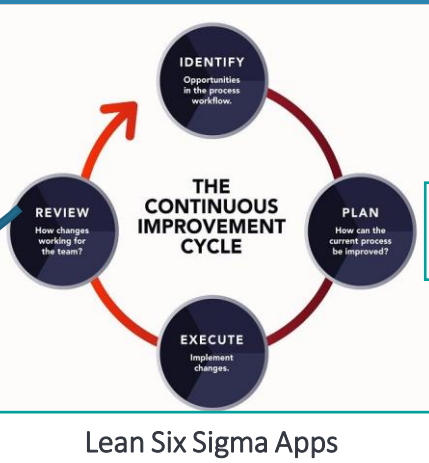 IDENTIFY
Opportunities
in the process
workflow.
THE
CONTINUOUS
IMPROVEMENT
CYCLE
REVIEW
How changes
working for
the team?
PLAN
How can the
current process
be improved?
EXECUTE
Implement
changes.
Lean Six Sigma Apps